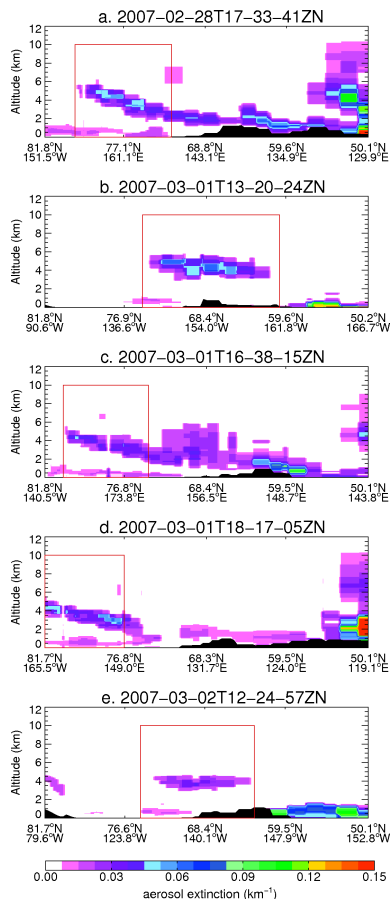 a. 2007-02-28T17-33-41ZN
Altitude (km)
12
10
8
6
4
2
0
81.8°N 77.1°N 68.8°N 59.6°N 50.1°N
151.5°W 161.1°E 143.1°E 134.9°E 129.9°E
b. 2007-03-01T13-20-24ZN
Altitude (km)
12
10
8
6
4
2
0
81.8°N 76.9°N 68.4°N 59.6°N 50.2°N
90.6°W 136.6°W 154.0°W 161.8°W 166.7°W
c. 2007-03-01T16-38-15ZN
Altitude (km)
12
10
8
6
4
2
0
81.8°N 76.8°N 68.4°N 59.5°N 50.1°N
140.5°W 173.8°W 156.5°W 148.7°W 143.8°W
d. 2007-03-01T18-17-05ZN
Altitude (km)
12
10
8
6
4
2
0
81.7°N 76.8°N 68.4°N 59.5°N 50.1°N
165.5°W 149.0°E 131.7°E 124.0°E 119.1°E
e. 2007-03-02T12-24-57ZN
Altitude (km)
12
10
8
6
4
2
0
81.7°N 76.6°N 68.4°N 59.5°N 50.1°N
79.6°W 123.8°W 140.1°W 147.9°W 152.8°W
0.00 0.03 0.06 0.09 0.12 0.15
aerosol extinction (km⁻¹)